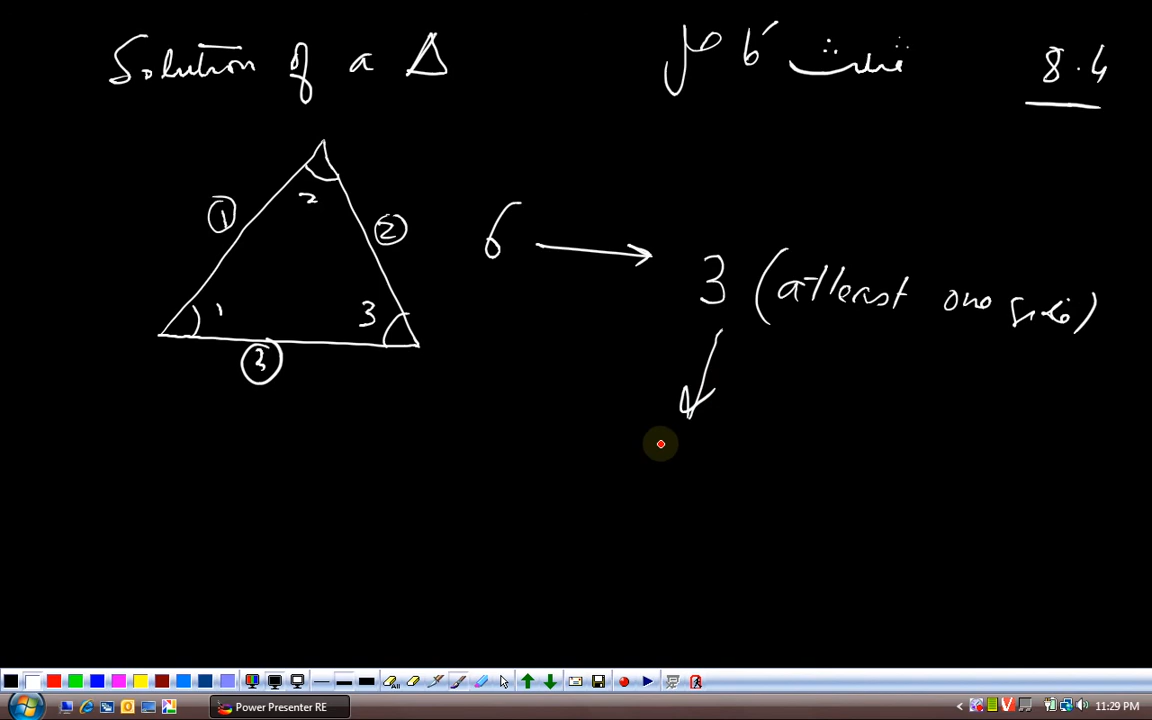 Solution of a Δ
مثلث کا حل
8.4
①
2
②
1
3
③
6 → 3 (atleast one side)
Power Presenter RE
11:29 PM